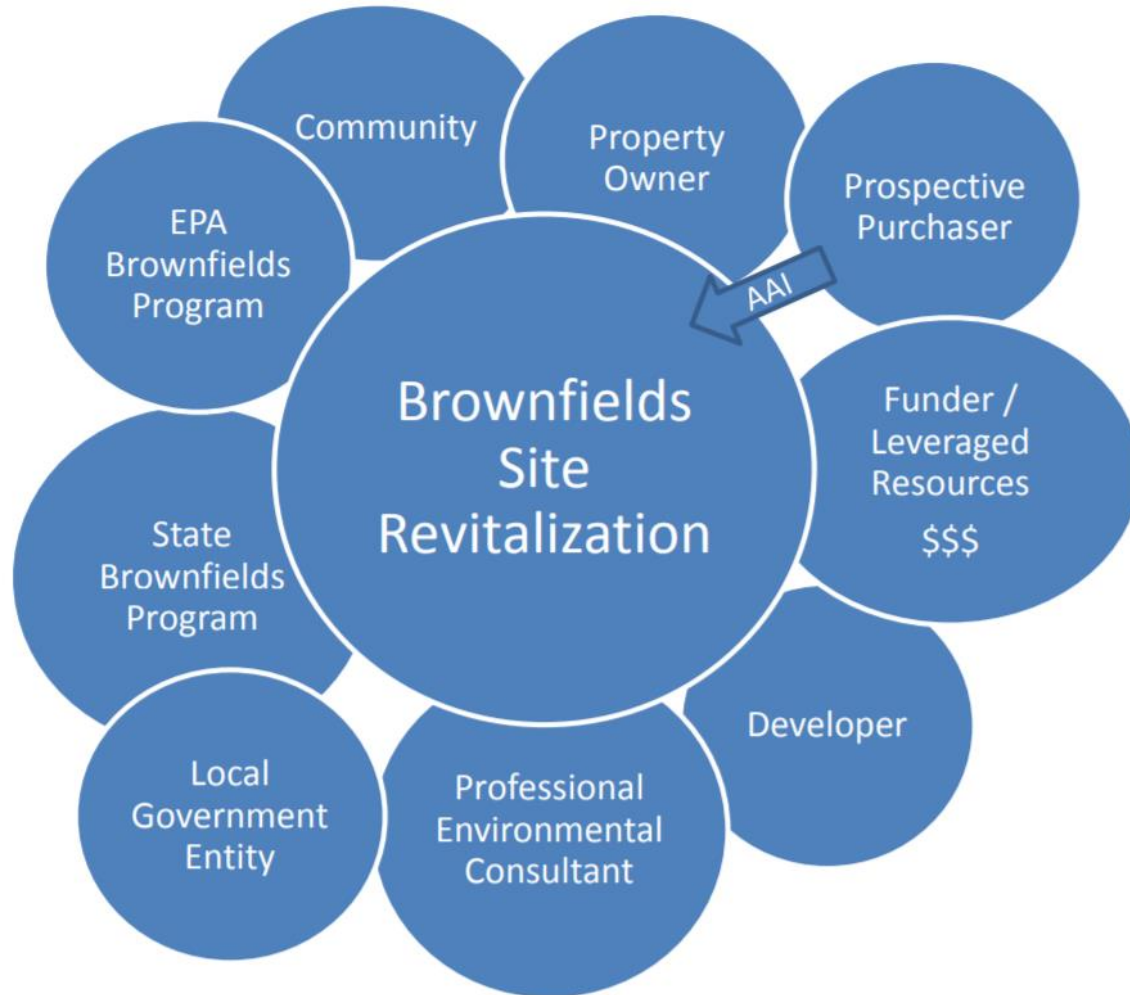 Community
Property
Owner
Prospective
Purchaser
EPA
Brownfields
Program
AAI
Brownfields
Site
Revitalization
Funder /
Leveraged
Resources
$$$
State
Brownfields
Program
Developer
Local
Government
Entity
Professional
Environmental
Consultant